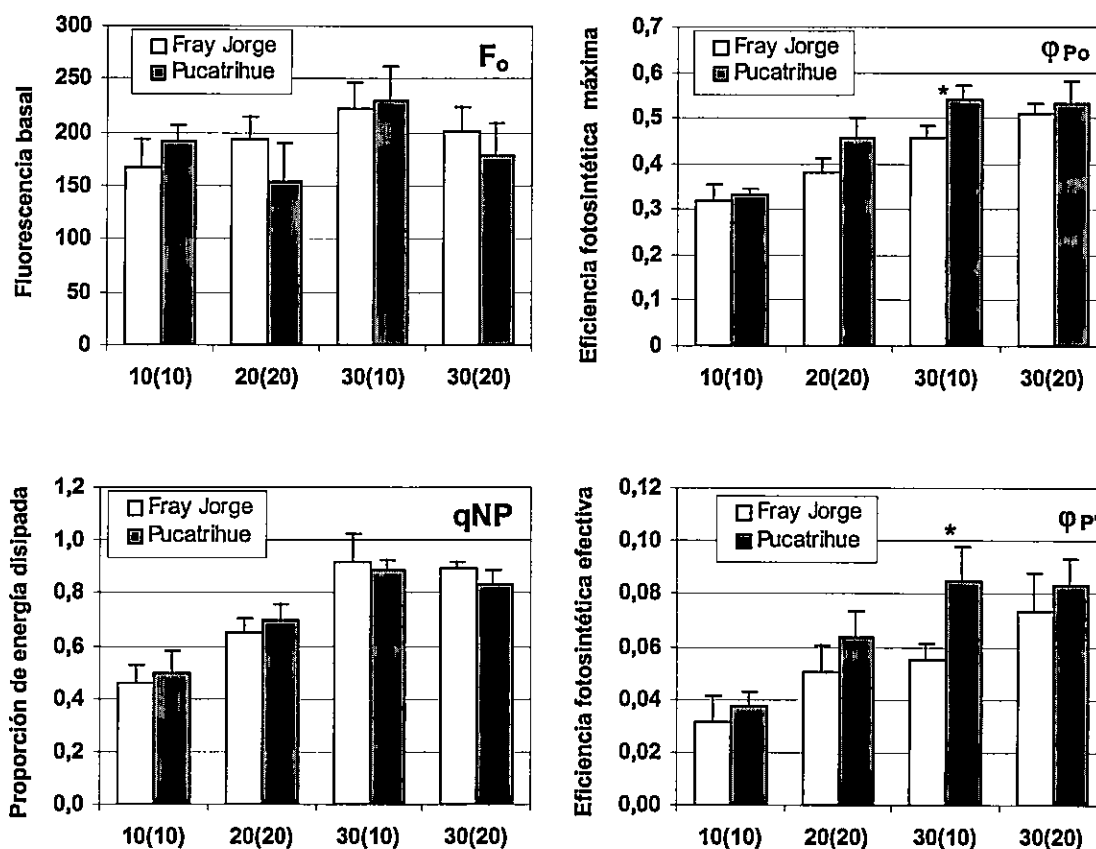 Fluorescencia basal
300
250
200
150
100
50
0
Fray Jorge
Pucatrihue
Fo
10(10) 20(20) 30(10) 30(20)
Eficiencia fotosintética máxima
0,7
0,6
0,5
0,4
0,3
0,2
0,1
0
Fray Jorge
Pucatrihue
φPo
*
10(10) 20(20) 30(10) 30(20)
Proporción de energía disipada
1,2
1,0
0,8
0,6
0,4
0,2
0,0
Fray Jorge
Pucatrihue
qNP
10(10) 20(20) 30(10) 30(20)
Eficiencia fotosintética efectiva
0,12
0,10
0,08
0,06
0,04
0,02
0,00
Fray Jorge
Pucatrihue
φP'
*
10(10) 20(20) 30(10) 30(20)